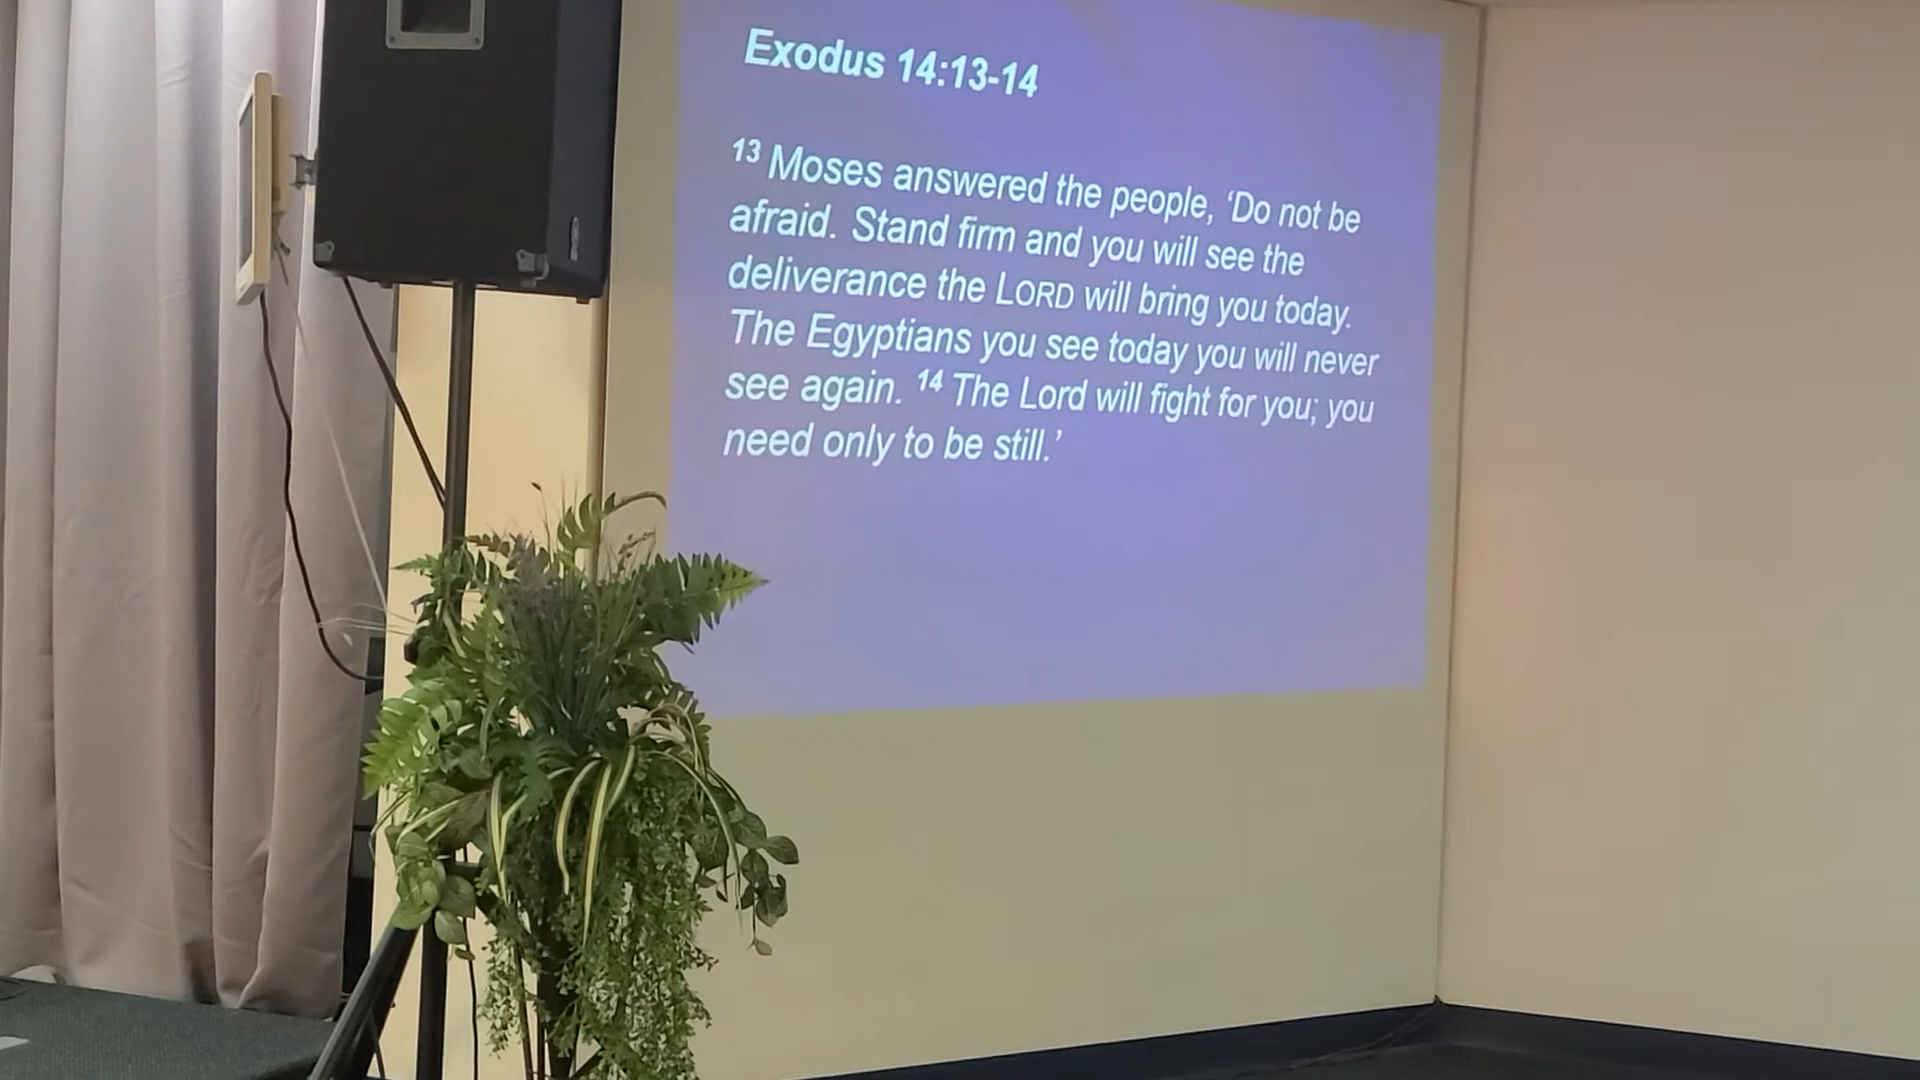 Exodus 14:13-14
13 Moses answered the people, ‘Do not be
afraid. Stand firm and you will see the
deliverance the LORD will bring you today.
The Egyptians you see today you will never
see again. 14 The Lord will fight for you; you
need only to be still.’